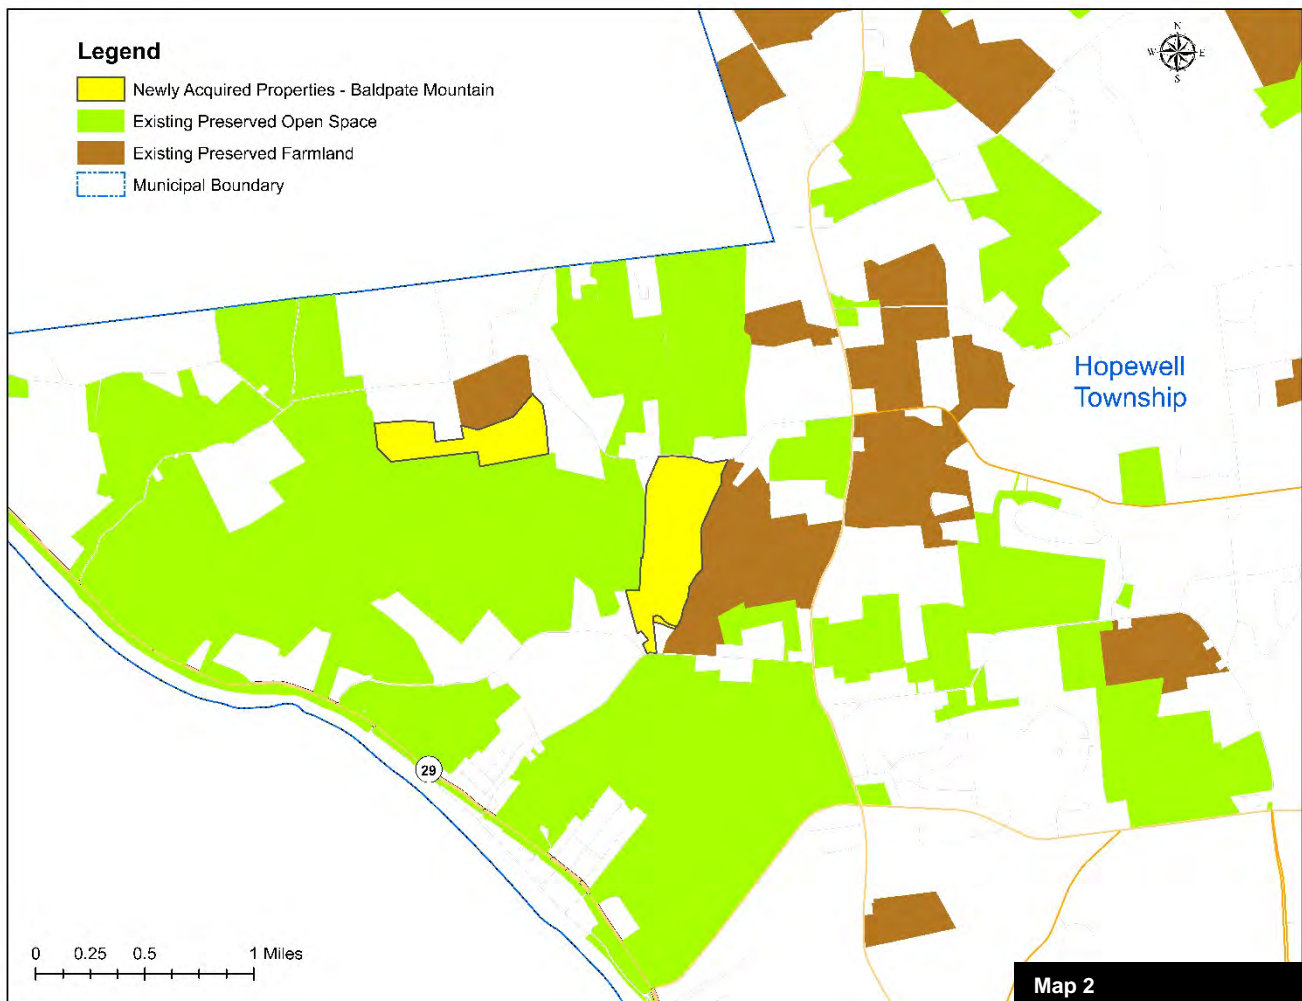 Legend
Newly Acquired Properties - Baldpate Mountain
Existing Preserved Open Space
Existing Preserved Farmland
Municipal Boundary
N
W E
S
Hopewell
Township
29
0 0.25 0.5 1 Miles
Map 2